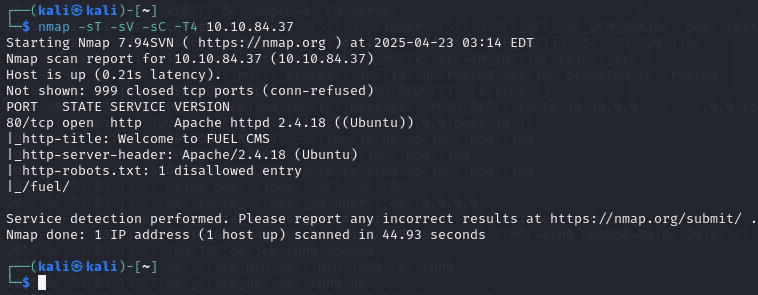 ┌──(kali㉿kali)-[~]
└─$ nmap -sT -sV -sC -T4 10.10.84.37
Starting Nmap 7.94SVN ( https://nmap.org ) at 2025-04-23 03:14 EDT
Nmap scan report for 10.10.84.37 (10.10.84.37)
Host is up (0.21s latency).
Not shown: 999 closed tcp ports (conn-refused)
PORT   STATE SERVICE VERSION
80/tcp open  http    Apache httpd 2.4.18 ((Ubuntu))
|_http-title: Welcome to FUEL CMS
|_http-server-header: Apache/2.4.18 (Ubuntu)
| http-robots.txt: 1 disallowed entry
|_/fuel/
Service detection performed. Please report any incorrect results at https://nmap.org/submit/ .
Nmap done: 1 IP address (1 host up) scanned in 44.93 seconds
┌──(kali㉿kali)-[~]
└─$